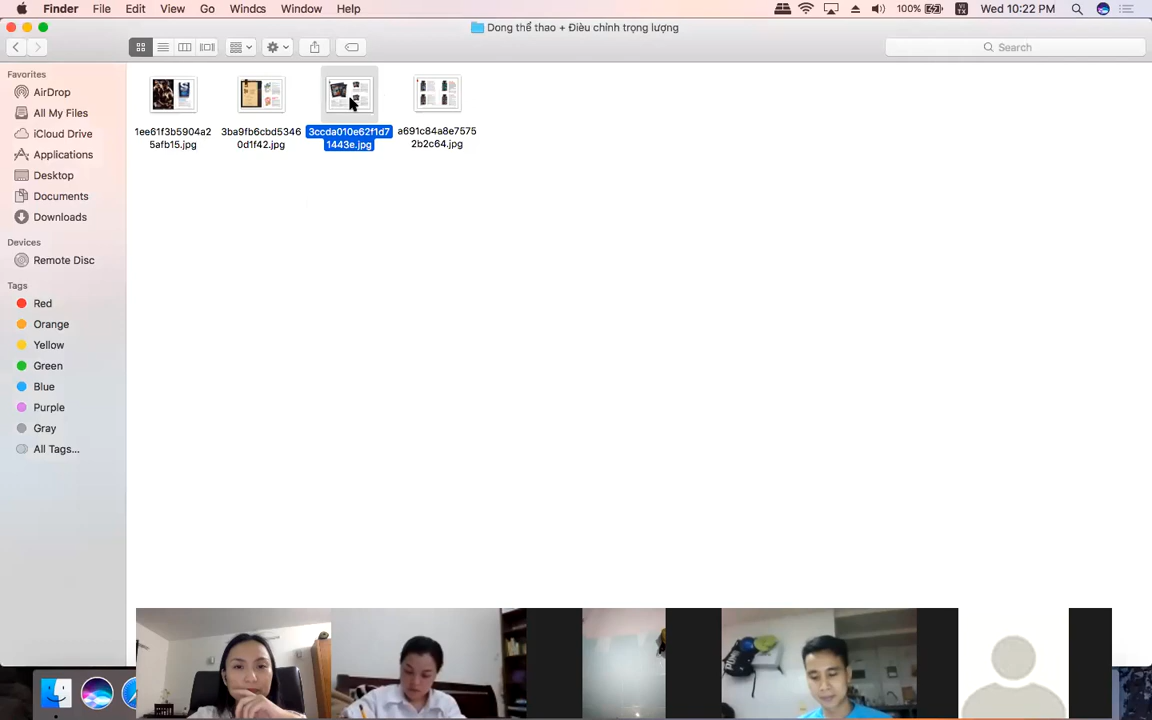 Finder File Edit View Go Windcs Window Help 100% VI TX Wed 10:22 PM
Dong thể thao + Điều chỉnh trọng lượng
Search
Favorites
AirDrop
All My Files
iCloud Drive
Applications
Desktop
Documents
Downloads
Devices
Remote Disc
Tags
Red
Orange
Yellow
Green
Blue
Purple
Gray
All Tags...
1ee61f3b5904a2
5afb15.jpg
3ba9fb6cbd5346
0d1f42.jpg
3ccda010e62f1d7
1443e.jpg
a691c84a8e7575
2b2c64.jpg